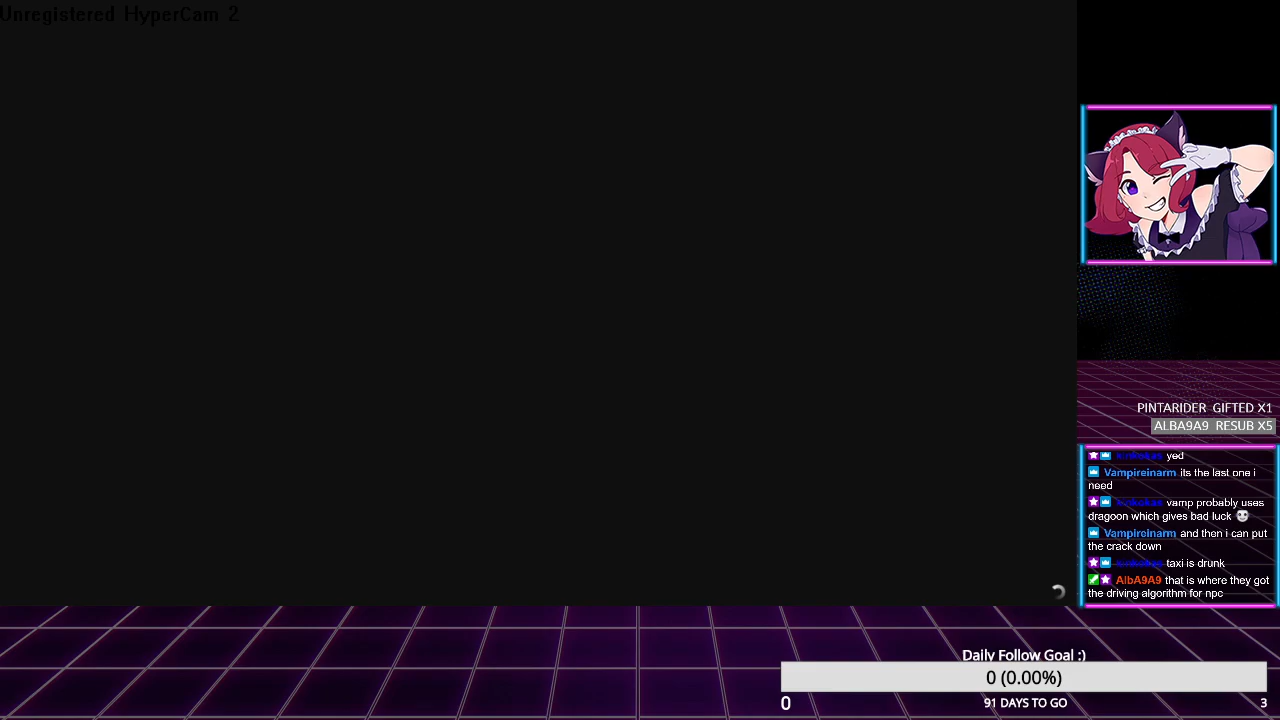 Unregistered HyperCam 2
PINTARIDER GIFTED X1
ALBA9A9 RESUB X5
yed
Vampireinarm its the last one i
need
vamp probably uses
dragoon which gives bad luck
Vampireinarm and then i can put
the crack down
taxi is drunk
AlbA9A9 that is where they got
the driving algorithm for npc
Daily Follow Goal :)
0 (0.00%)
0
91 DAYS TO GO
3